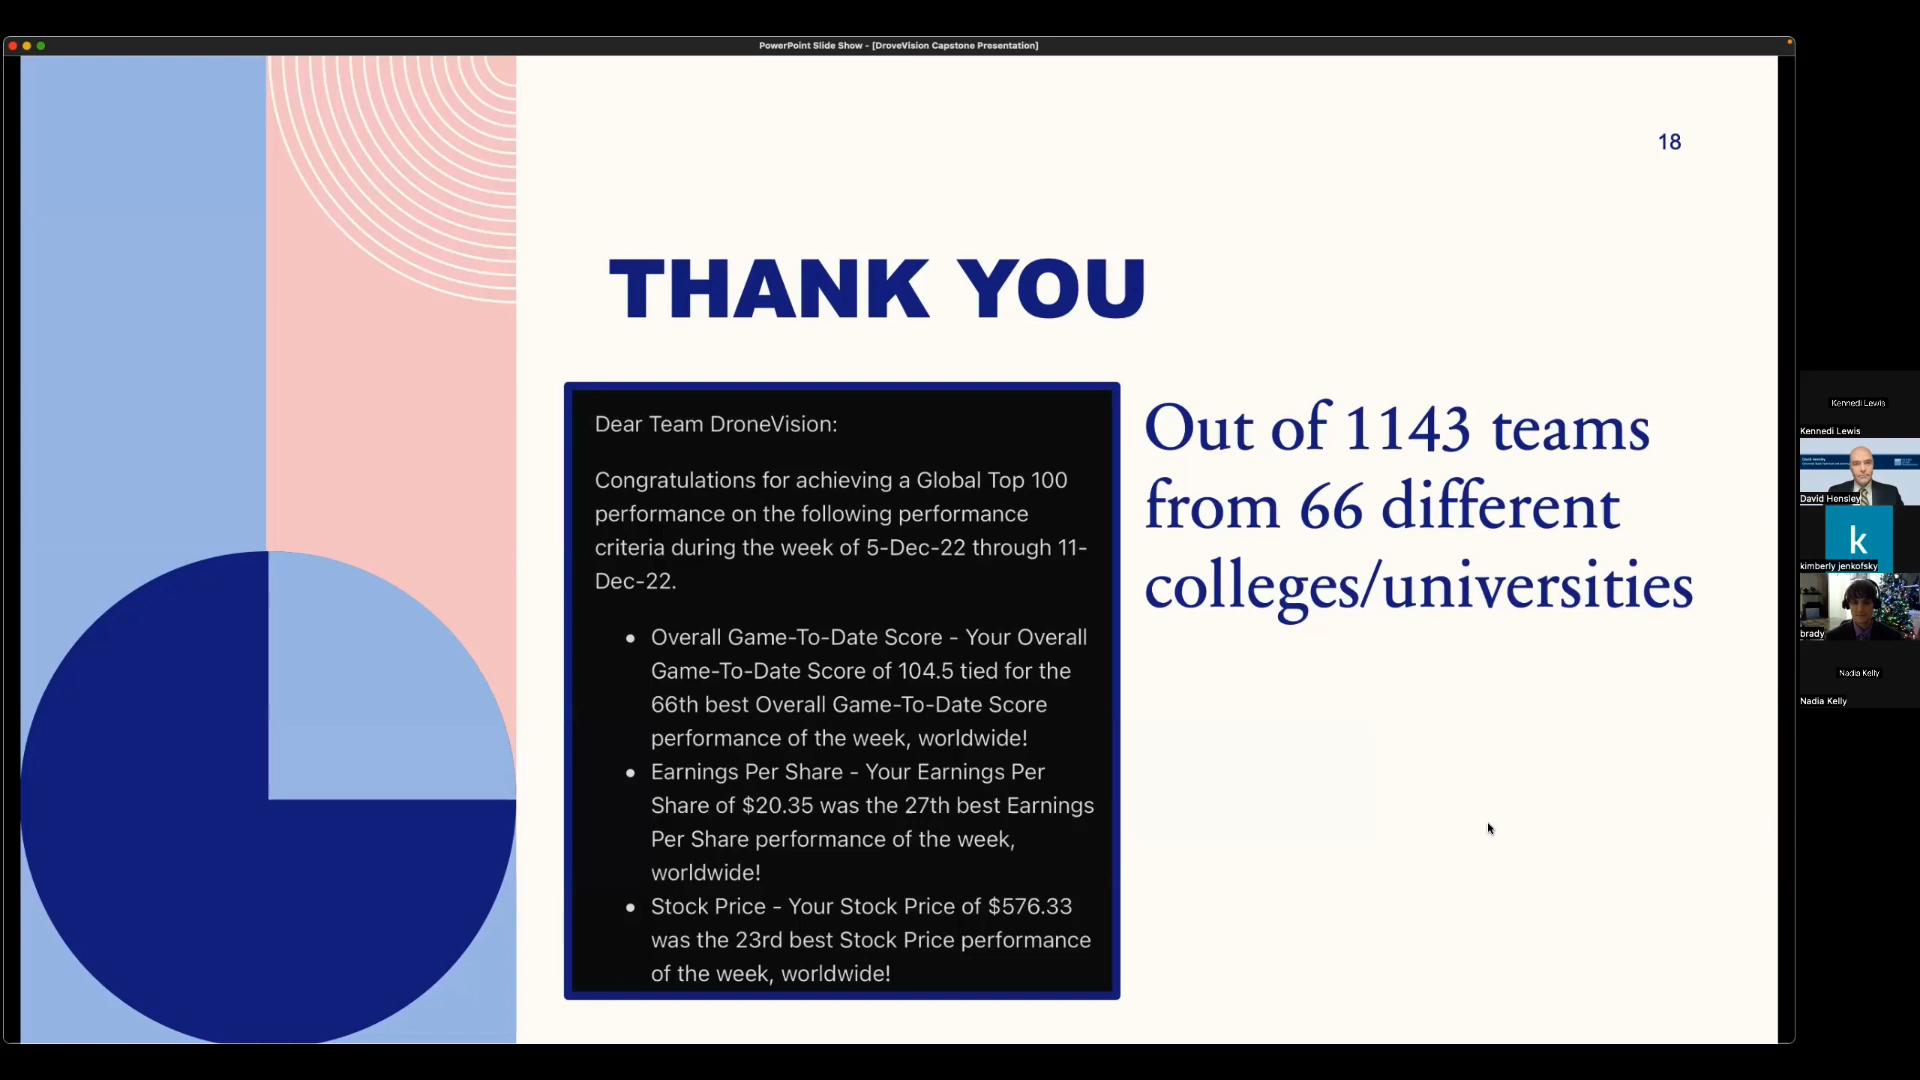 PowerPoint Slide Show - [DroveVision Capstone Presentation]
18
THANK YOU
Dear Team DroneVision:
Congratulations for achieving a Global Top 100
performance on the following performance
criteria during the week of 5-Dec-22 through 11-
Dec-22.
• Overall Game-To-Date Score - Your Overall
Game-To-Date Score of 104.5 tied for the
66th best Overall Game-To-Date Score
performance of the week, worldwide!
• Earnings Per Share - Your Earnings Per
Share of $20.35 was the 27th best Earnings
Per Share performance of the week,
worldwide!
• Stock Price - Your Stock Price of $576.33
was the 23rd best Stock Price performance
of the week, worldwide!
Out of 1143 teams
from 66 different
colleges/universities
Kennedi Lewis
Kennedi Lewis
David Hensley
k
kimberly jenkofsky
brady
Nadia Kelly
Nadia Kelly